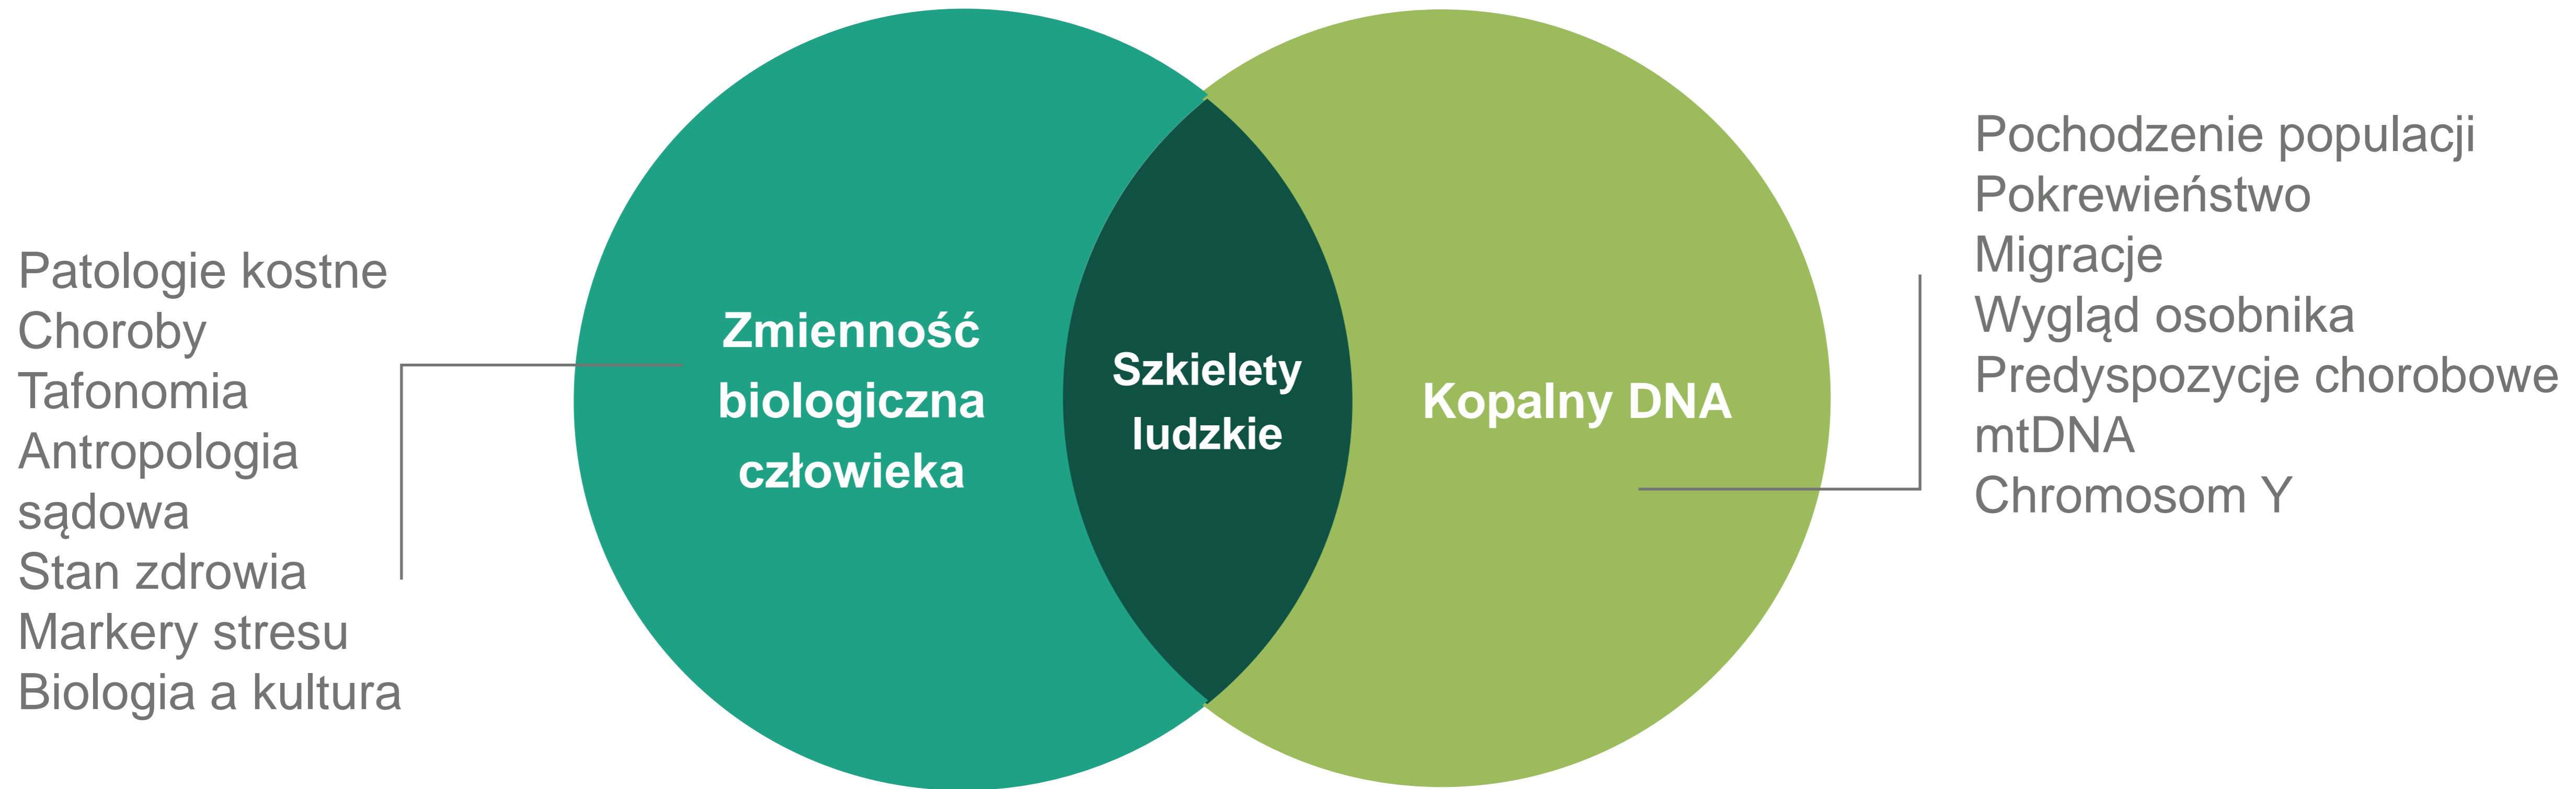 Patologie kostne
Choroby
Tafonomia
Antropologia
sądowa
Stan zdrowia
Markery stresu
Biologia a kultura
Zmienność
biologiczna
człowieka
Szkielety
ludzkie
Kopalny DNA
Pochodzenie populacji
Pokrewieństwo
Migracje
Wygląd osobnika
Predyspozycje chorobowe
mtDNA
Chromosom Y